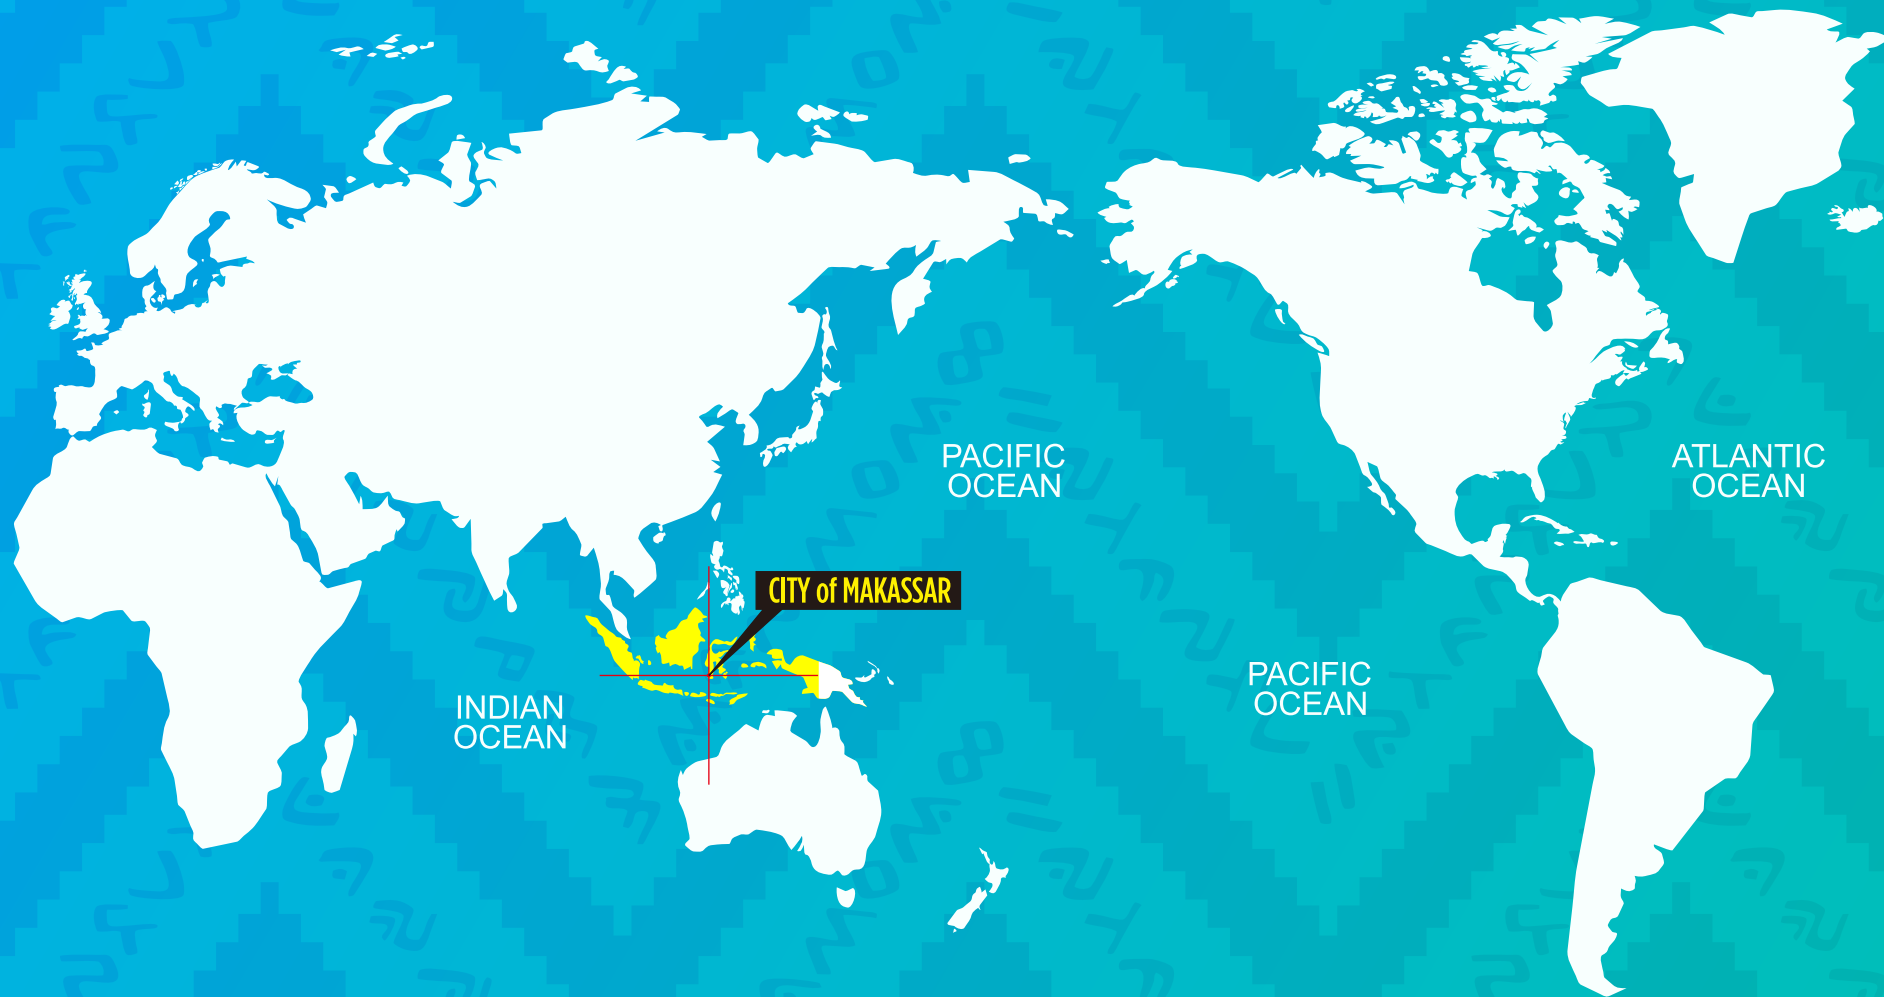 PACIFIC
OCEAN
ATLANTIC
OCEAN
CITY of MAKASSAR
INDIAN
OCEAN
PACIFIC
OCEAN